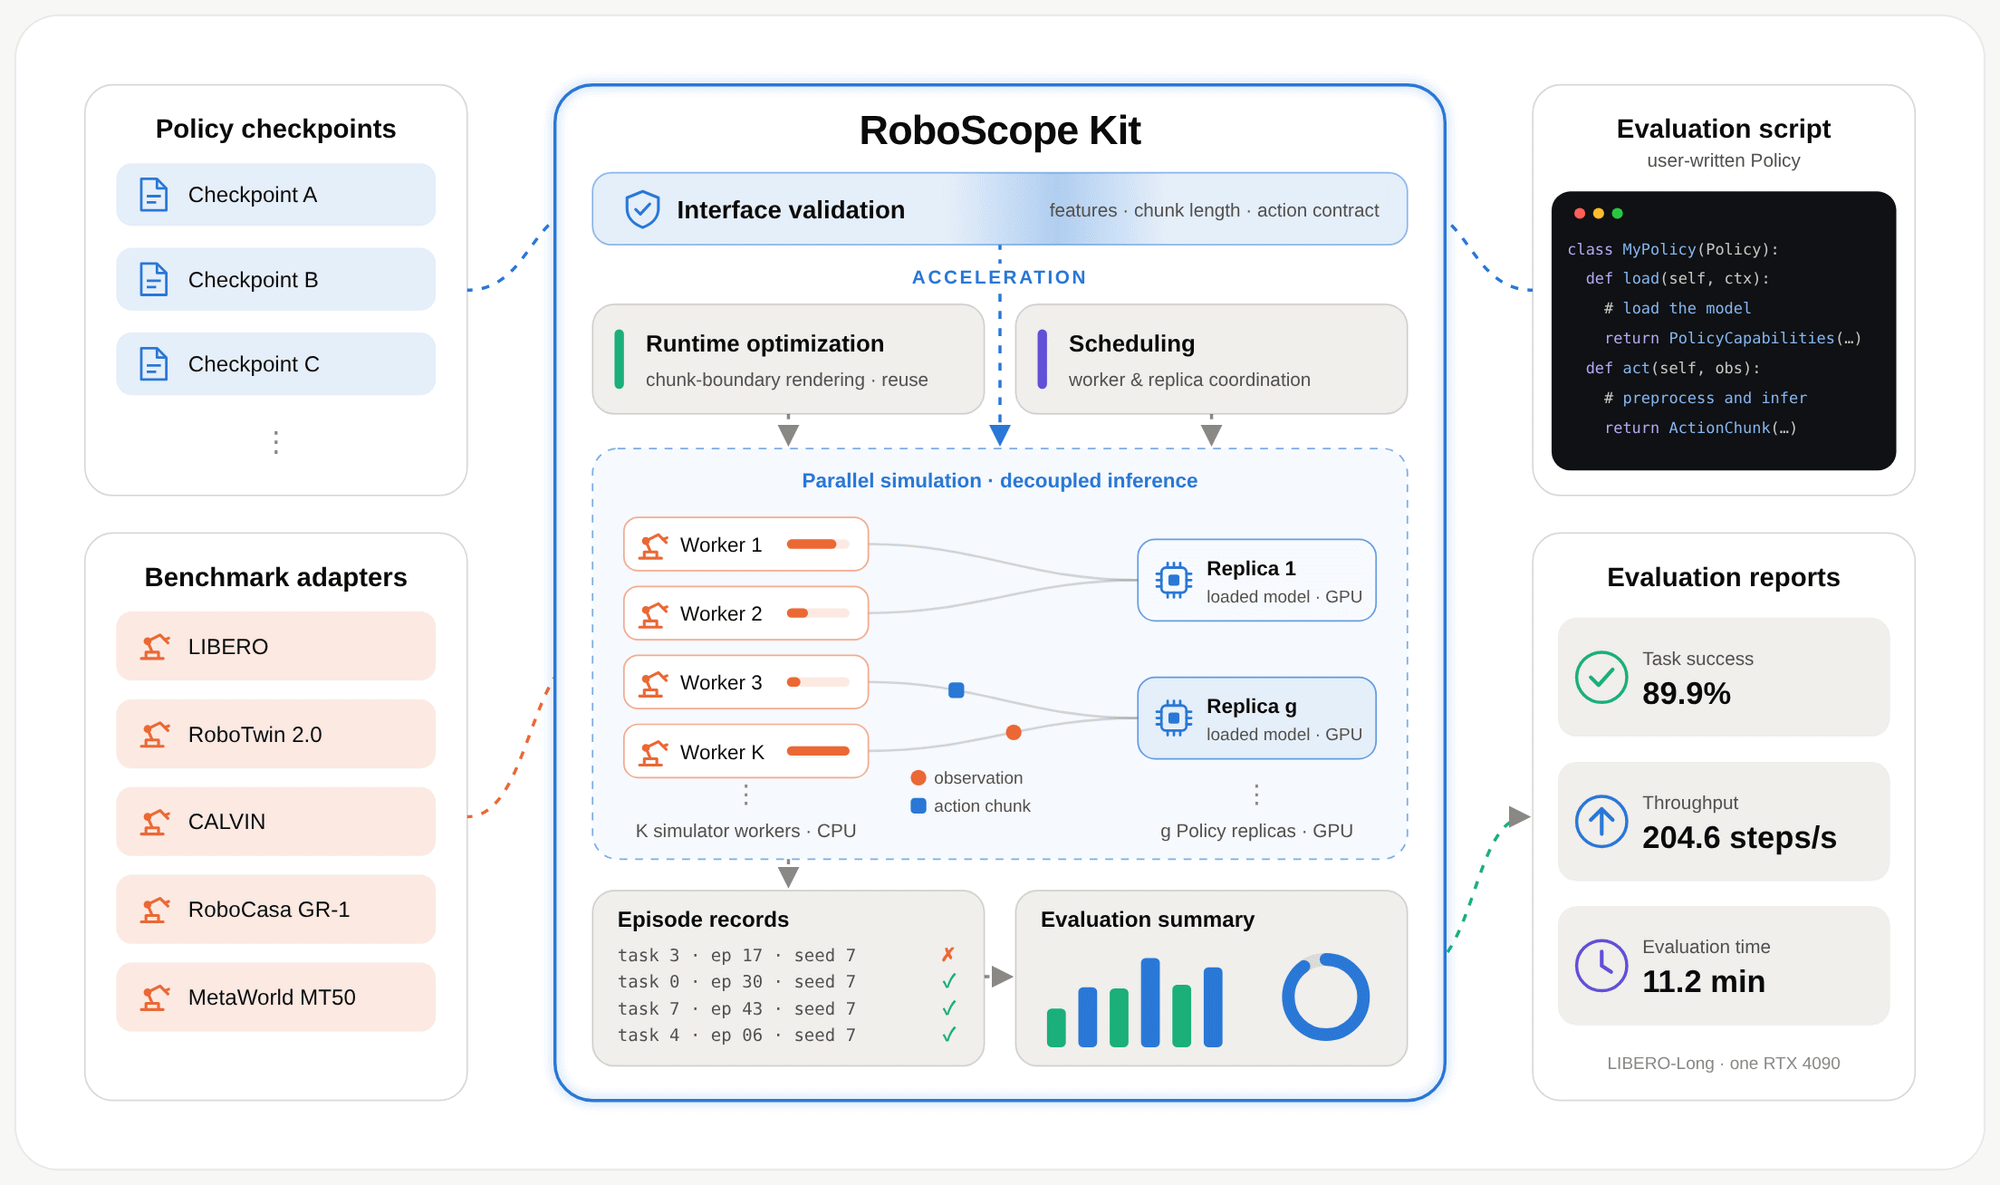 Policy checkpoints
Checkpoint A
Checkpoint B
Checkpoint C
⋮
Benchmark adapters
LIBERO
RoboTwin 2.0
CALVIN
RoboCasa GR-1
MetaWorld MT50
RoboScope Kit
Interface validation
features · chunk length · action contract
ACCELERATION
Runtime optimization
chunk-boundary rendering · reuse
Scheduling
worker & replica coordination
Parallel simulation · decoupled inference
Worker 1
Worker 2
Worker 3
Worker K
⋮
K simulator workers · CPU
observation
action chunk
Replica 1
loaded model · GPU
Replica g
loaded model · GPU
⋮
g Policy replicas · GPU
Episode records
task 3 · ep 17 · seed 7 ✗
task 0 · ep 30 · seed 7 ✓
task 7 · ep 43 · seed 7 ✓
task 4 · ep 06 · seed 7 ✓
Evaluation summary
Evaluation script
user-written Policy
class MyPolicy(Policy):
  def load(self, ctx):
    # load the model
    return PolicyCapabilities(…)
  def act(self, obs):
    # preprocess and infer
    return ActionChunk(…)
Evaluation reports
Task success
89.9%
Throughput
204.6 steps/s
Evaluation time
11.2 min
LIBERO-Long · one RTX 4090